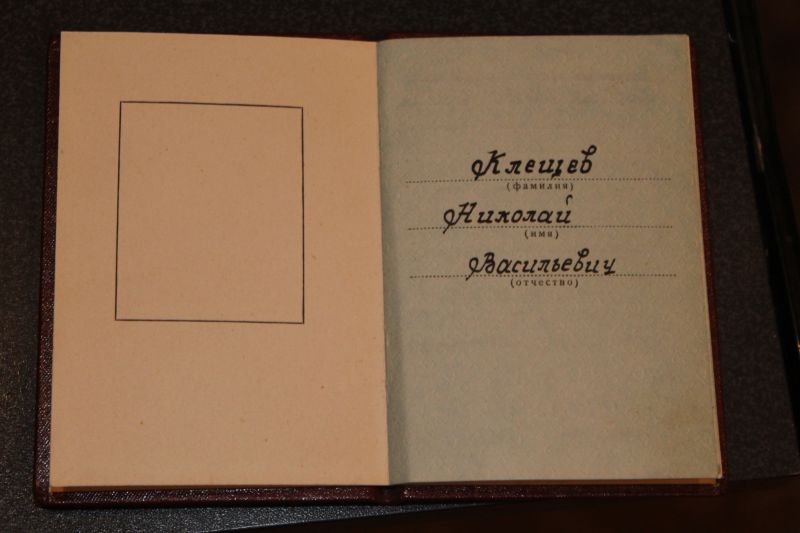 Клещев
(фамилия)
Николай
(имя)
Васильевич
(отчество)